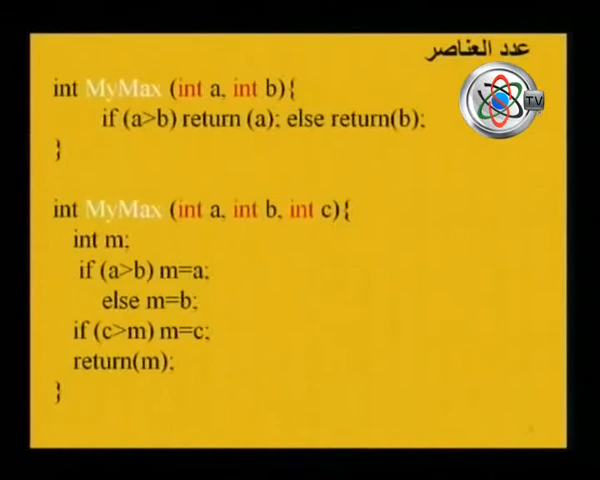 عدد العناصر
int MyMax (int a, int b){
if (a>b) return (a); else return(b);
}
int MyMax (int a, int b, int c){
int m;
if (a>b) m=a;
else m=b;
if (c>m) m=c;
return(m);
}
TV